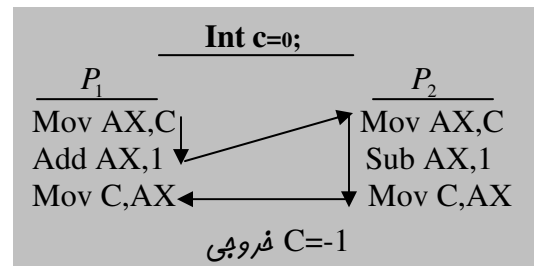 Int c=0;
P1 P2
Mov AX,C Mov AX,C
Add AX,1 Sub AX,1
Mov C,AX Mov C,AX
خروجی C=-1